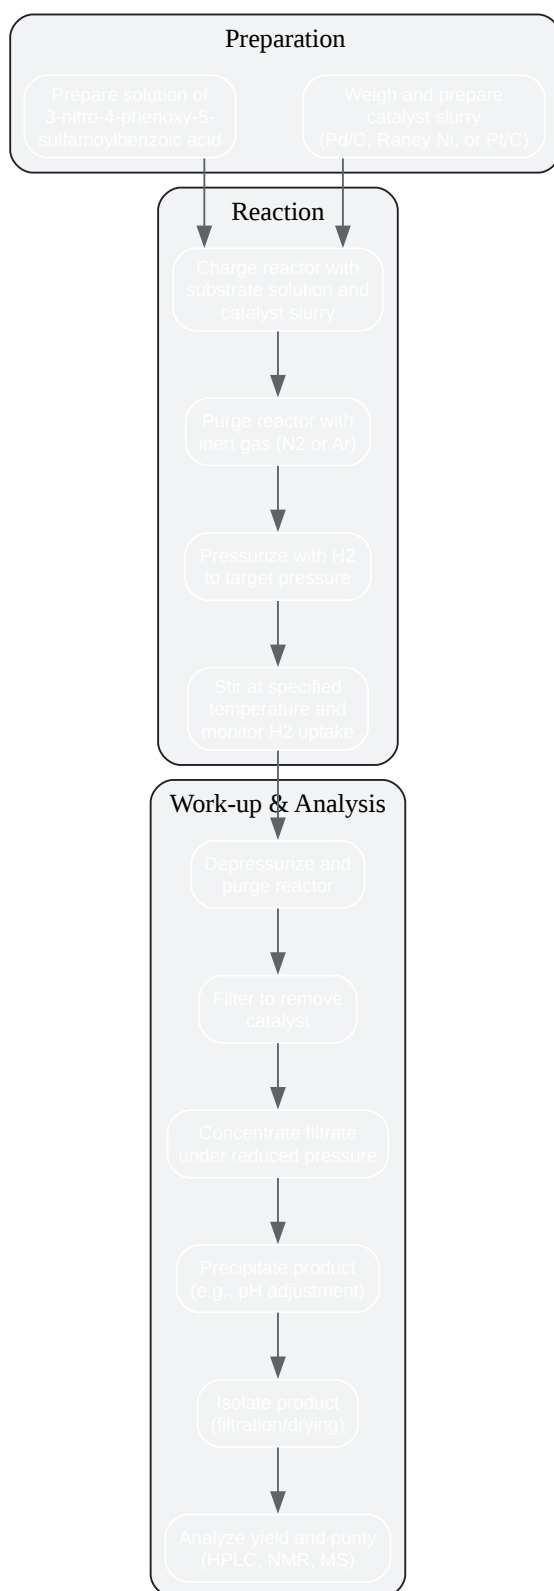 Preparation
Prepare solution of
3-nitro-4-phenoxy-5-
sulfamoylbenzoic acid
Weigh and prepare
catalyst slurry
(Pd/C, Raney Ni, or Pt/C)
Reaction
Charge reactor with
substrate solution and
catalyst slurry
Purge reactor with
inert gas (N2 or Ar)
Pressurize with H2
to target pressure
Stir at specified
temperature and
monitor H2 uptake
Work-up & Analysis
Depressurize and
purge reactor
Filter to remove
catalyst
Concentrate filtrate
under reduced pressure
Precipitate product
(e.g., pH adjustment)
Isolate product
(filtration/drying)
Analyze yield and purity
(HPLC, NMR, MS)